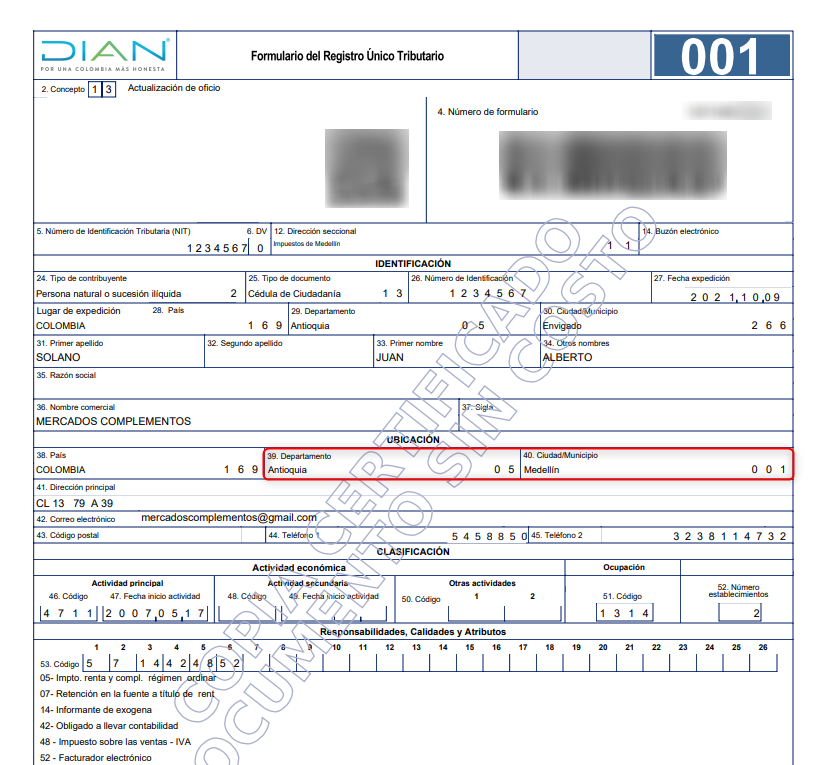 DIAN
POR UNA COLOMBIA MÁS HONESTA
Formulario del Registro Único Tributario
001
2. Concepto 1 3 Actualización de oficio
4. Número de formulario
5. Número de Identificación Tributaria (NIT) 6. DV 12. Dirección seccional 14. Buzón electrónico
1 2 3 4 5 6 7 0 Impuestos de Medellín 1 1
IDENTIFICACIÓN
24. Tipo de contribuyente 25. Tipo de documento 26. Número de Identificación 27. Fecha expedición
Persona natural o sucesión ilíquida 2 Cédula de Ciudadanía 1 3 1 2 3 4 5 6 7 2 0 2 1, 1 0, 0 9
Lugar de expedición 28. País 29. Departamento 30. Ciudad/Municipio
COLOMBIA 1 6 9 Antioquia 0 5 Envigado 2 6 6
31. Primer apellido 32. Segundo apellido 33. Primer nombre 34. Otros nombres
SOLANO JUAN ALBERTO
35. Razón social
36. Nombre comercial 37. Sigla
MERCADOS COMPLEMENTOS
UBICACIÓN
38. País 39. Departamento 40. Ciudad/Municipio
COLOMBIA 1 6 9 Antioquia 0 5 Medellín 0 0 1
41. Dirección principal
CL 13 79 A 39
42. Correo electrónico mercadoscomplementos@gmail.com
43. Código postal 44. Teléfono 1 5 4 5 8 8 5 0 45. Teléfono 2 3 2 3 8 1 1 4 7 3 2
CLASIFICACIÓN
Actividad económica Ocupación
Actividad principal Actividad secundaria Otras actividades 52. Número establecimientos
46. Código 47. Fecha inicio actividad 48. Código 49. Fecha inicio actividad 50. Código 1 2 51. Código
4 7 1 1 2 0 0 7 0 5 1 7 1 3 1 4 2
Responsabilidades, Calidades y Atributos
1 2 3 4 5 6 7 8 9 10 11 12 13 14 15 16 17 18 19 20 21 22 23 24 25 26
53. Código 5 7 1 4 4 2 4 8 5 2
05- Impto. renta y compl. régimen ordinar
07- Retención en la fuente a título de rent
14- Informante de exogena
42- Obligado a llevar contabilidad
48 - Impuesto sobre las ventas - IVA
52 - Facturador electrónico
COPIA CERTIFICADO
DOCUMENTO SIN COSTO